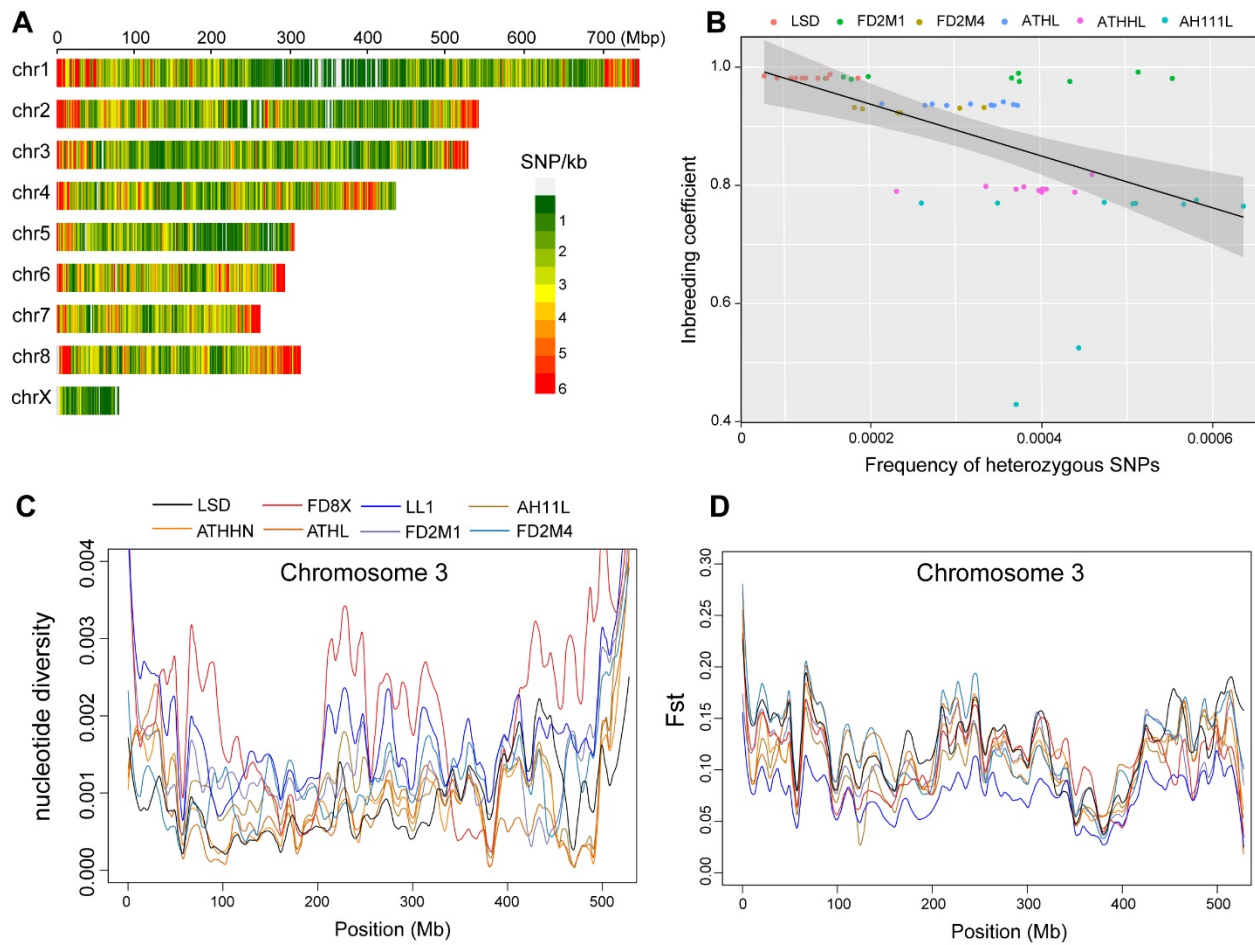 A
0 100 200 300 400 500 600 700 (Mbp)
chr1
chr2
chr3
chr4
chr5
chr6
chr7
chr8
chrX
SNP/kb
1
2
3
4
5
6
B
LSD FD2M1 FD2M4 ATHL ATHHL AH111L
1.0
0.8
0.6
0.4
Inbreeding coefficient
0 0.0002 0.0004 0.0006
Frequency of heterozygous SNPs
C
LSD FD8X LL1 AH11L
ATHHN ATHL FD2M1 FD2M4
Chromosome 3
0.004
0.003
0.002
0.001
0.000
nucleotide diversity
0 100 200 300 400 500
Position (Mb)
D
Chromosome 3
0.30
0.25
0.20
0.15
0.10
0.05
0.00
Fst
0 100 200 300 400 500
Position (Mb)